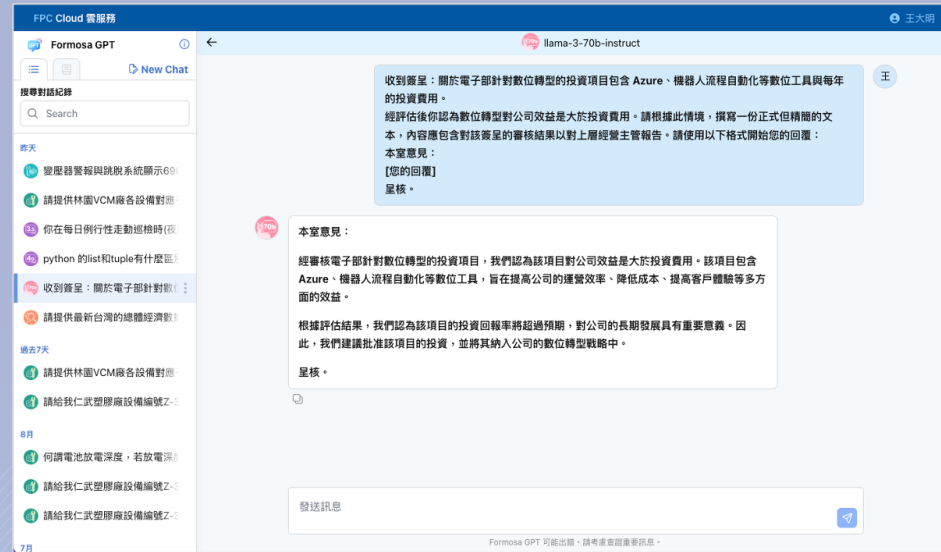 FPC Cloud 雲服務
王大明
Formosa GPT
New Chat
搜尋對話紀錄
Search
昨天
變壓器警報與跳脫系統顯示69
請提供林園VCM廠各設備對應
你在每日例行性走動巡檢時(夜
python 的list和tuple有什麼區
收到簽呈：關於電子部針對數
請提供最新台灣的總體經濟數
過去7天
請提供林園VCM廠各設備對應
請給我仁武塑膠廠設備編號Z-
8月
何謂電池放電深度，若放電深
請給我仁武塑膠廠設備編號Z-
請給我仁武塑膠廠設備編號Z-
7月
llama-3-70b-instruct
收到簽呈：關於電子部針對數位轉型的投資項目包含 Azure、機器人流程自動化等數位工具與每年
的投資費用。
經評估後你認為數位轉型對公司效益是大於投資費用。請根據此情境，撰寫一份正式但精簡的文
本，內容應包含對該簽呈的審核結果以對上層經營主管報告。請使用以下格式開始您的回覆：
本室意見：
[您的回覆]
呈核。
王
70b
本室意見：
經審核電子部針對數位轉型的投資項目，我們認為該項目對公司效益是大於投資費用。該項目包含
Azure、機器人流程自動化等數位工具，旨在提高公司的運營效率、降低成本、提高客戶體驗等多方
面的效益。
根據評估結果，我們認為該項目的投資回報率將超過預期，對公司的長期發展具有重要意義。因
此，我們建議批准該項目的投資，並將其納入公司的數位轉型戰略中。
呈核。
發送訊息
Formosa GPT 可能出錯。請考慮查證重要訊息。